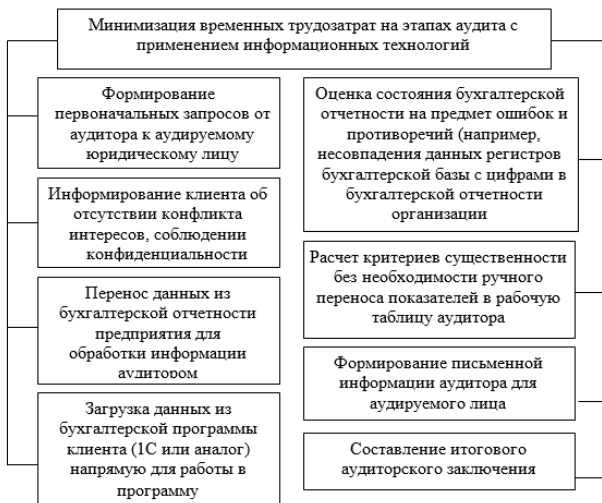 Минимизация временных трудозатрат на этапах аудита с
применением информационных технологий
Формирование
первоначальных запросов от
аудитора к аудируемому
юридическому лицу
Информирование клиента об
отсутствии конфликта
интересов, соблюдении
конфиденциальности
Перенос данных из
бухгалтерской отчетности
предприятия для
обработки информации
аудитором
Загрузка данных из
бухгалтерской программы
клиента (1С или аналог)
напрямую для работы в
программу
Оценка состояния бухгалтерской
отчетности на предмет ошибок и
противоречий (например,
несовпадения данных регистров
бухгалтерской базы с цифрами в
бухгалтерской отчетности
организации
Расчет критериев существенности
без необходимости ручного
переноса показателей в рабочую
таблицу аудитора
Формирование письменной
информации аудитора для
аудируемого лица
Составление итогового
аудиторского заключения